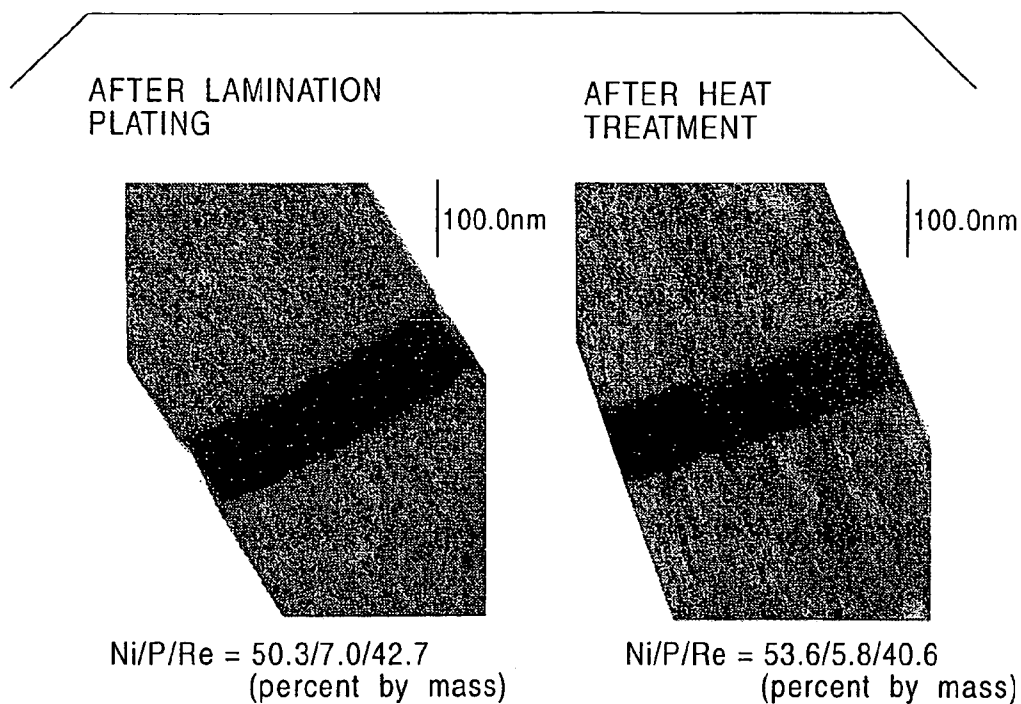 AFTER LAMINATION
PLATING
100.0nm
Ni/P/Re = 50.3/7.0/42.7
(percent by mass)
AFTER HEAT
TREATMENT
100.0nm
Ni/P/Re = 53.6/5.8/40.6
(percent by mass)